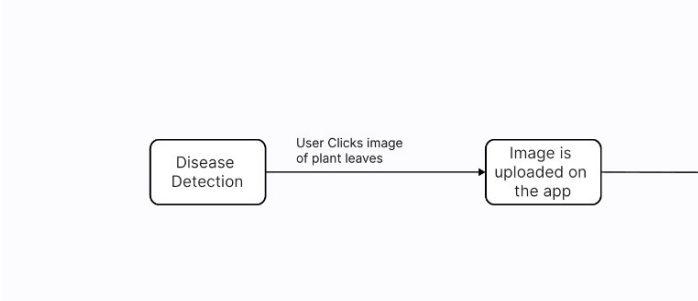 Disease
Detection
User Clicks image
of plant leaves
Image is
uploaded on
the app